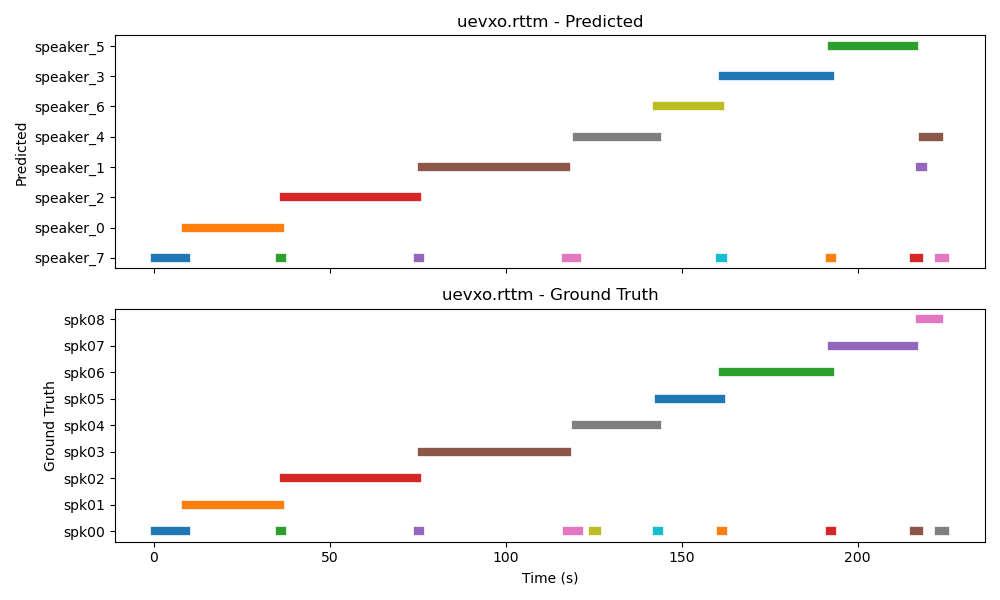 uevxo.rttm - Predicted
Predicted
speaker_5
speaker_3
speaker_6
speaker_4
speaker_1
speaker_2
speaker_0
speaker_7
uevxo.rttm - Ground Truth
Ground Truth
spk08
spk07
spk06
spk05
spk04
spk03
spk02
spk01
spk00
0 50 100 150 200
Time (s)